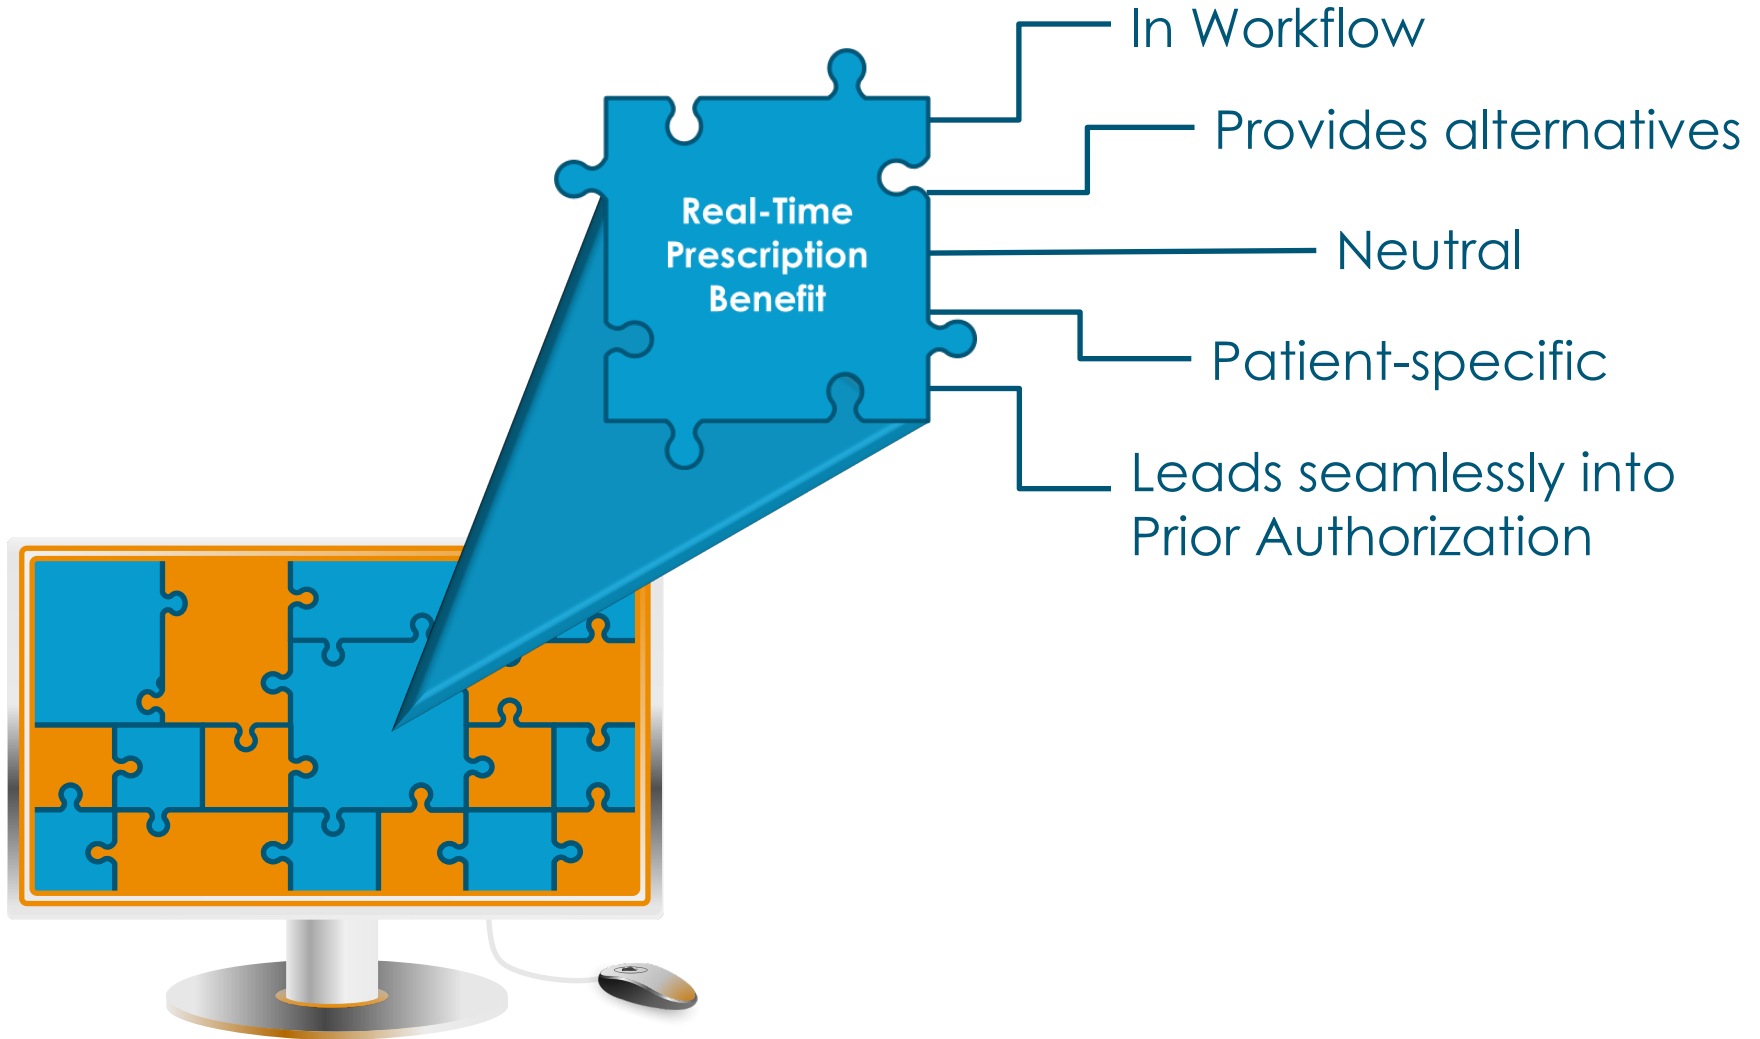 In Workflow
Provides alternatives
Real-Time
Prescription
Benefit
Neutral
Patient-specific
Leads seamlessly into
Prior Authorization